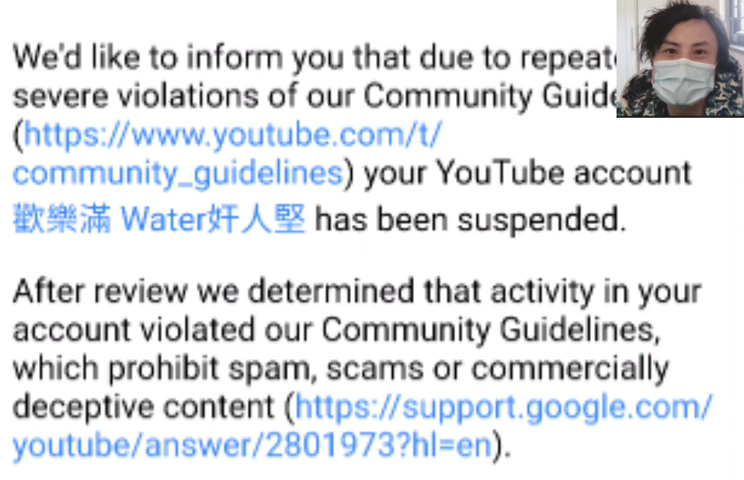 We'd like to inform you that due to
severe violations of our Community
(https://www.youtube.com/t/
community_guidelines) your YouTube account
歡樂滿 Water奸人堅 has been suspended.
After review we determined that activity in your
account violated our Community Guidelines,
which prohibit spam, scams or commercially
deceptive content (https://support.google.com/
youtube/answer/2801973?hl=en).